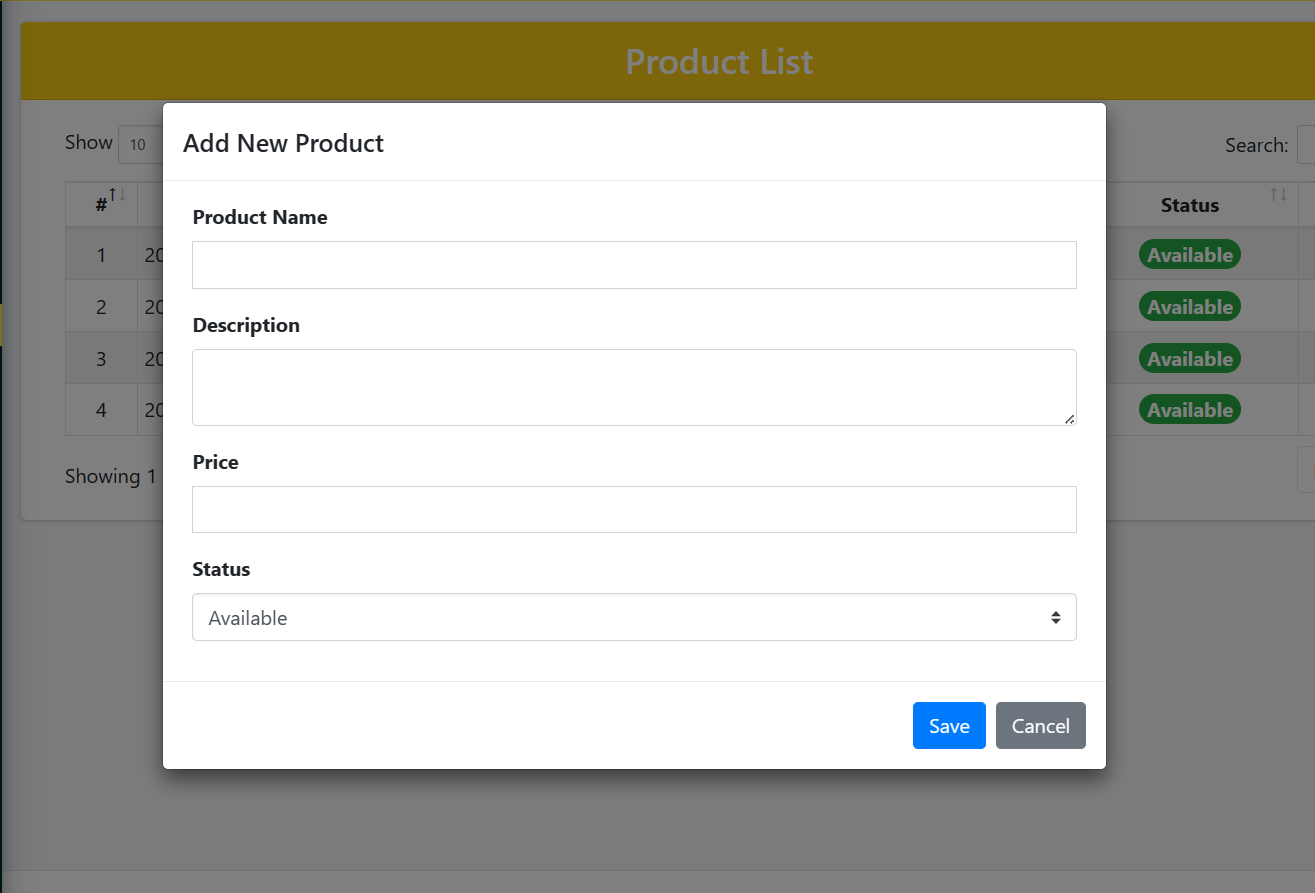 Product List
Show 10
Search:
#
Status
1 20 Available
2 20 Available
3 20 Available
4 20 Available
Showing 1
Add New Product
Product Name
Description
Price
Status
Available
Save Cancel